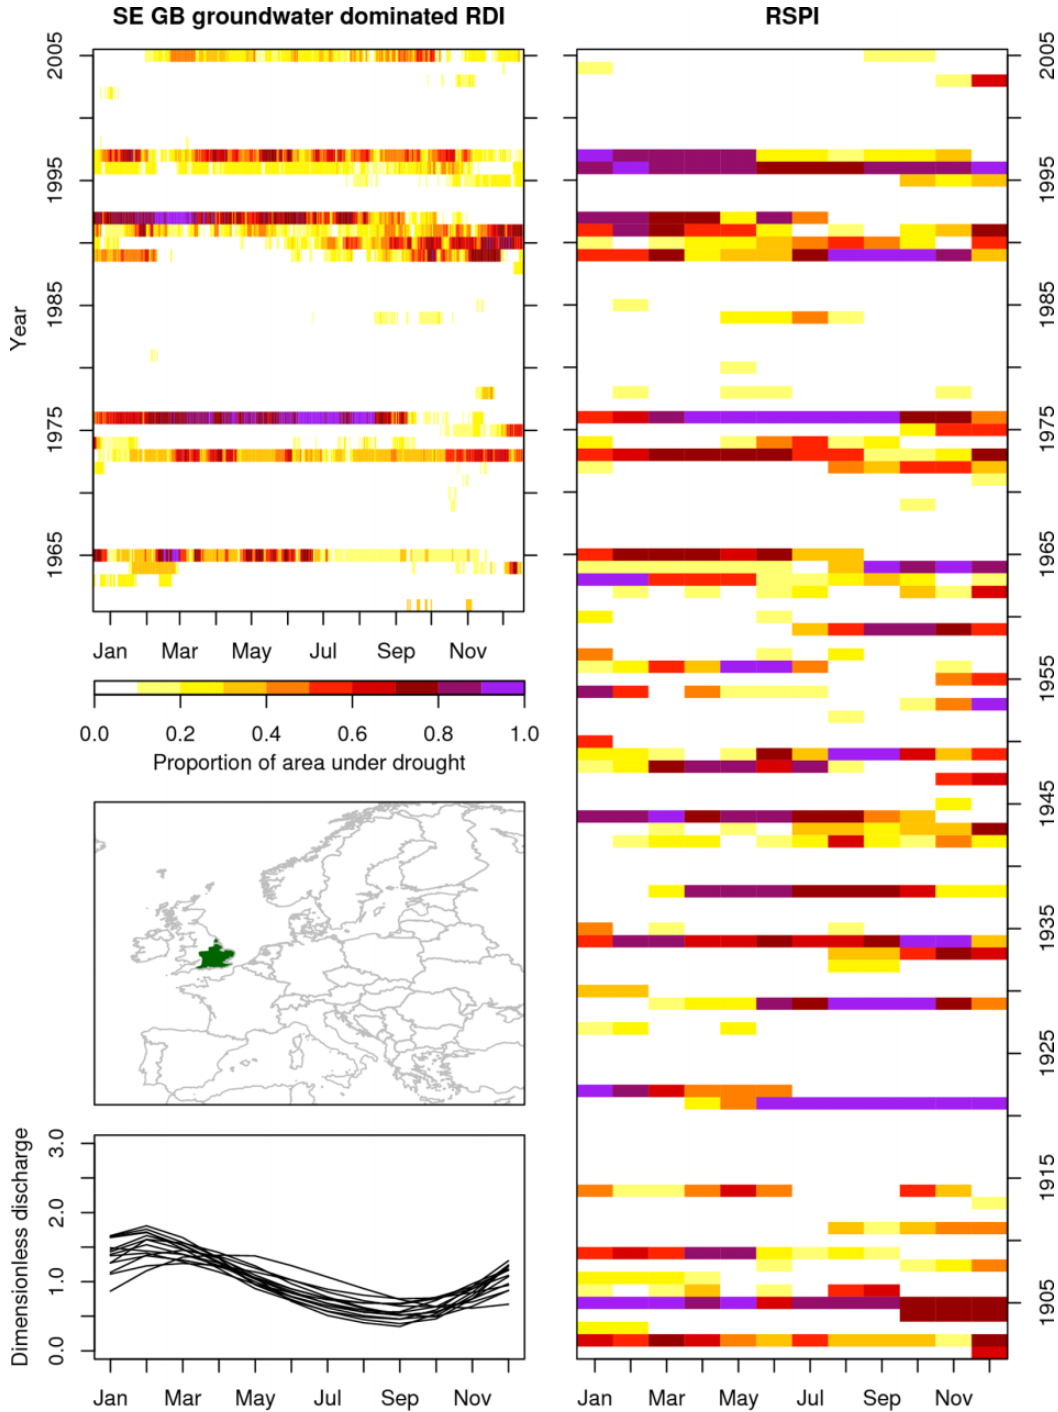 SE GB groundwater dominated RDI
RSPI
Year
2005
1995
1985
1975
1965
Jan Mar May Jul Sep Nov
0.0 0.2 0.4 0.6 0.8 1.0
Proportion of area under drought
Dimensionless discharge
3.0
2.0
1.0
0.0
Jan Mar May Jul Sep Nov
2005
1995
1985
1975
1965
1955
1945
1935
1925
1915
1905
Jan Mar May Jul Sep Nov